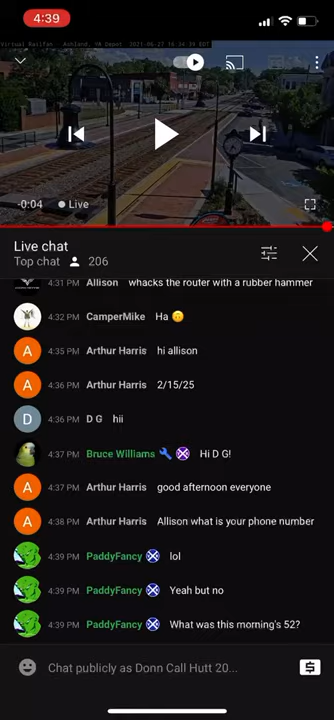 4:39
Virtual Railfan - Ashland, VA Depot 2021-06-27 16:34:39 EDT
-0:04 Live
Live chat
Top chat 206
4:31 PM Allison whacks the router with a rubber hammer
4:32 PM CamperMike Ha
4:35 PM Arthur Harris hi allison
4:36 PM Arthur Harris 2/15/25
4:36 PM D G hii
4:37 PM Bruce Williams Hi D G!
4:37 PM Arthur Harris good afternoon everyone
4:38 PM Arthur Harris Allison what is your phone number
4:39 PM PaddyFancy lol
4:39 PM PaddyFancy Yeah but no
4:39 PM PaddyFancy What was this morning's 52?
Chat publicly as Donn Call Hutt 20...